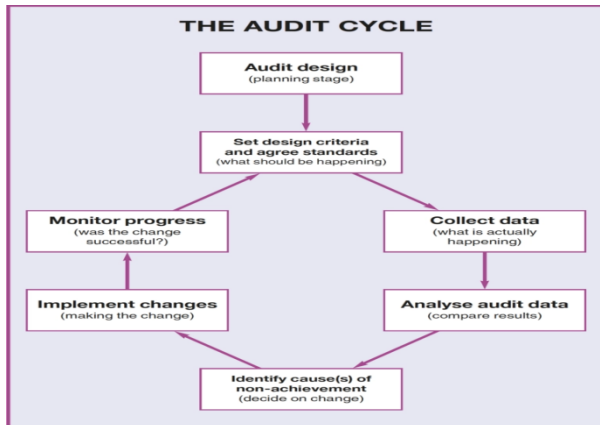 THE AUDIT CYCLE
Audit design
(planning stage)
Set design criteria
and agree standards
(what should be happening)
Collect data
(what is actually
happening)
Analyse audit data
(compare results)
Identify cause(s) of
non-achievement
(decide on change)
Implement changes
(making the change)
Monitor progress
(was the change
successful?)